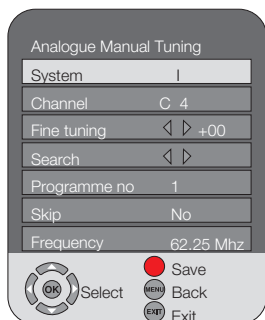 Analogue Manual Tuning
System I
Channel C 4
Fine tuning +00
Search
Programme no 1
Skip No
Frequency 62.25 Mhz
Save
OK Select MENU Back
EXIT Exit